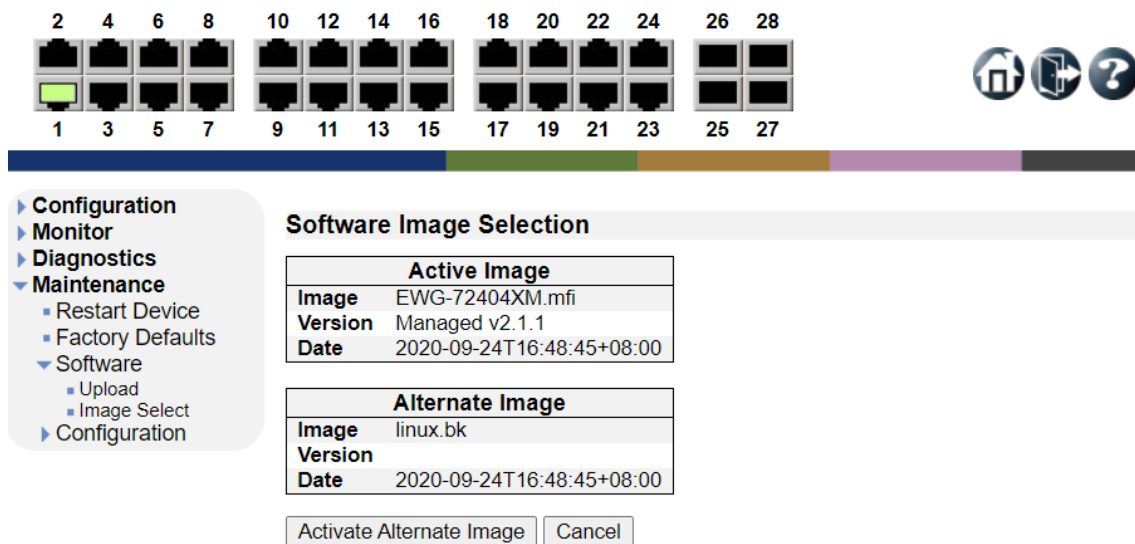 2 4 6 8 10 12 14 16 18 20 22 24 26 28
?
1 3 5 7 9 11 13 15 17 19 21 23 25 27
Configuration
Monitor
Diagnostics
Maintenance
Restart Device
Factory Defaults
Software
Upload
Image Select
Configuration
Software Image Selection
Active Image
Image EWG-72404XM.mfi
Version Managed v2.1.1
Date 2020-09-24T16:48:45+08:00
Alternate Image
Image linux.bk
Version
Date 2020-09-24T16:48:45+08:00
Activate Alternate Image Cancel